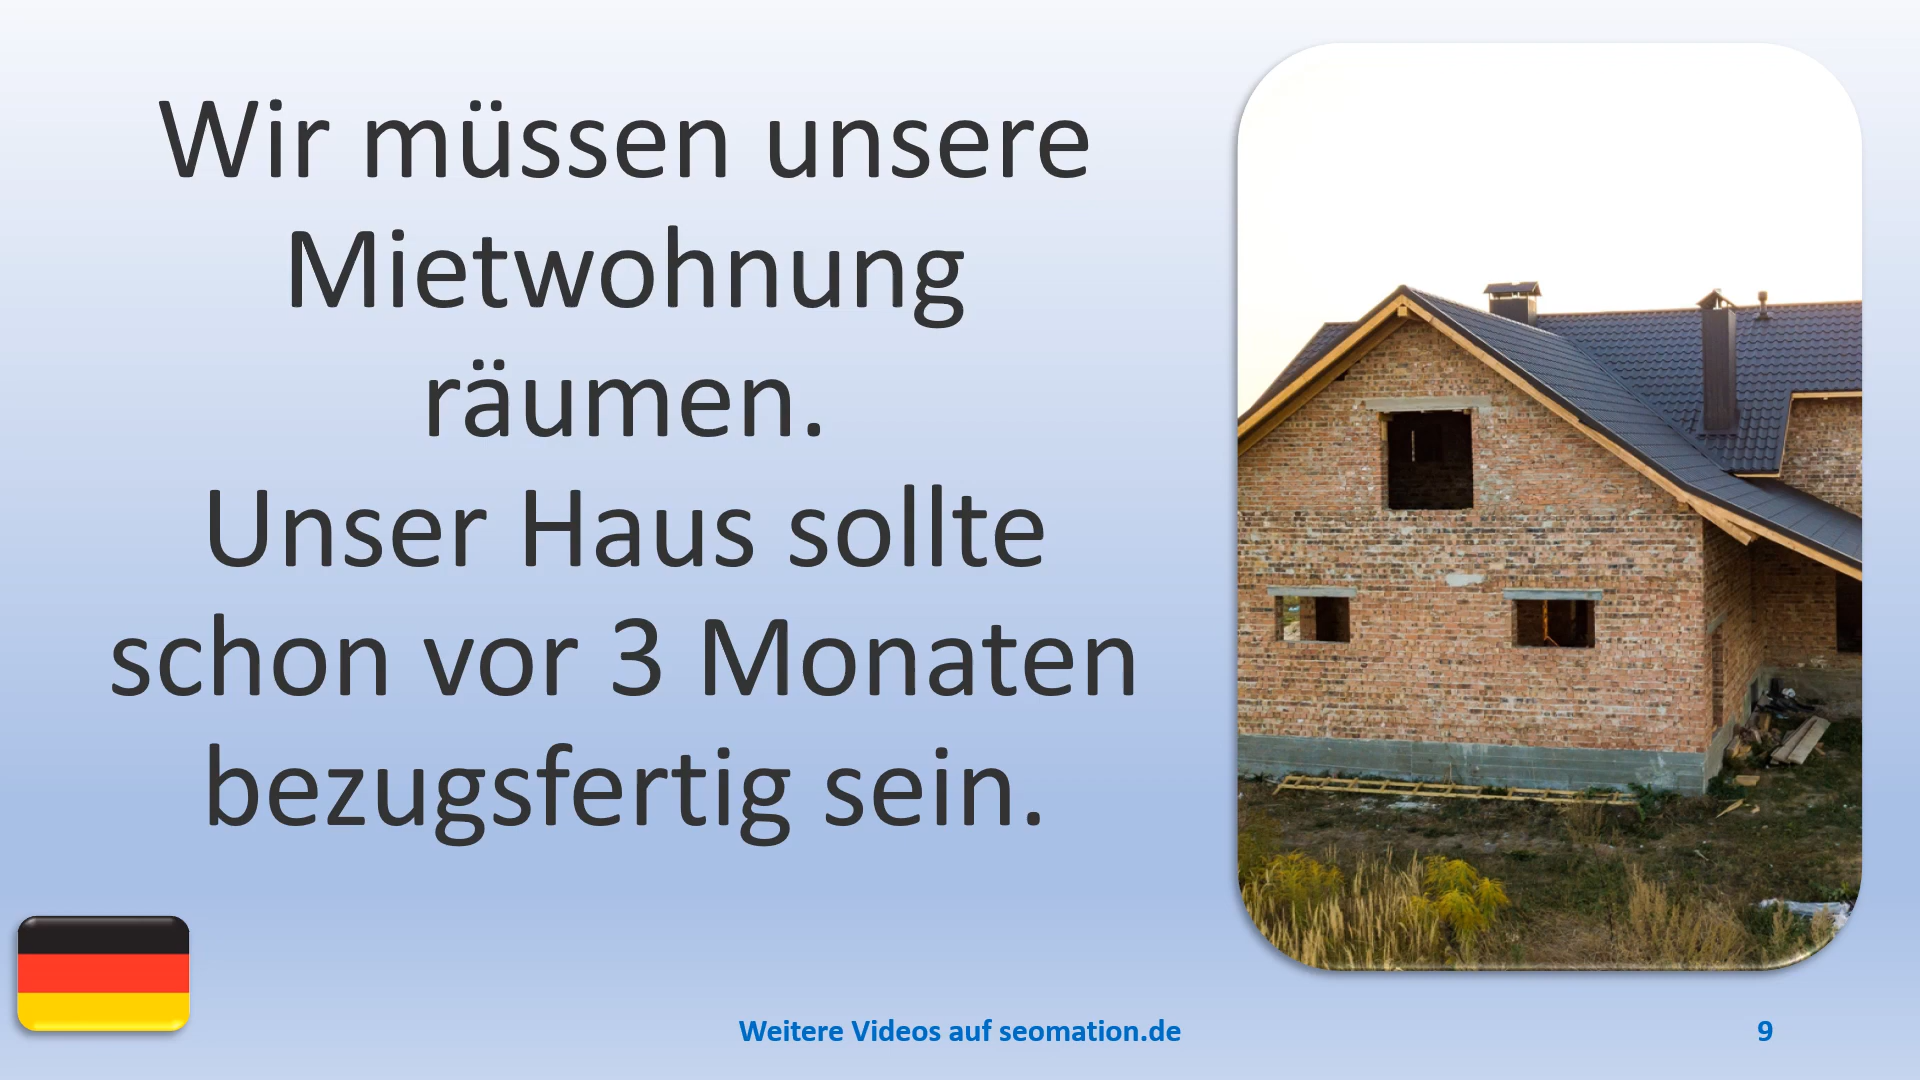 Wir müssen unsere
Mietwohnung
räumen.
Unser Haus sollte
schon vor 3 Monaten
bezugsfertig sein.
Weitere Videos auf seomation.de
9